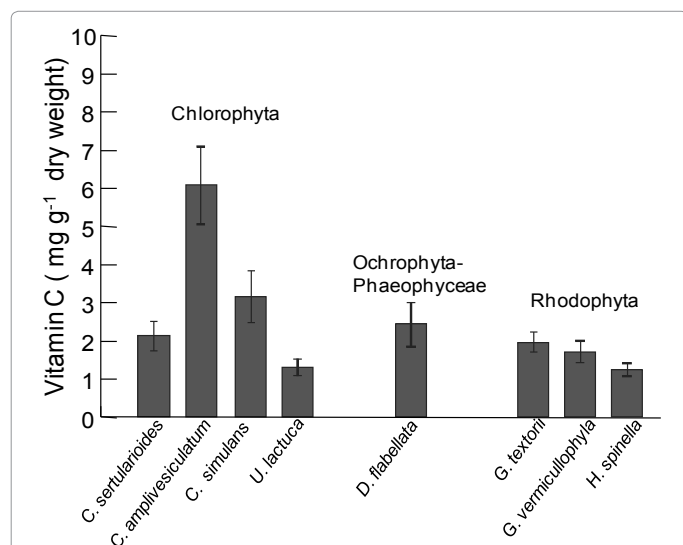 Vitamin C ( mg g-1 dry weight)
10
9
8
7
6
5
4
3
2
1
0
Chlorophyta
Ochrophyta-
Phaeophyceae
Rhodophyta
C. sertularioides
C. amplivesiculatum
C. simulans
U. lactuca
D. flabellata
G. textorii
G. vermicullophyla
H. spinella